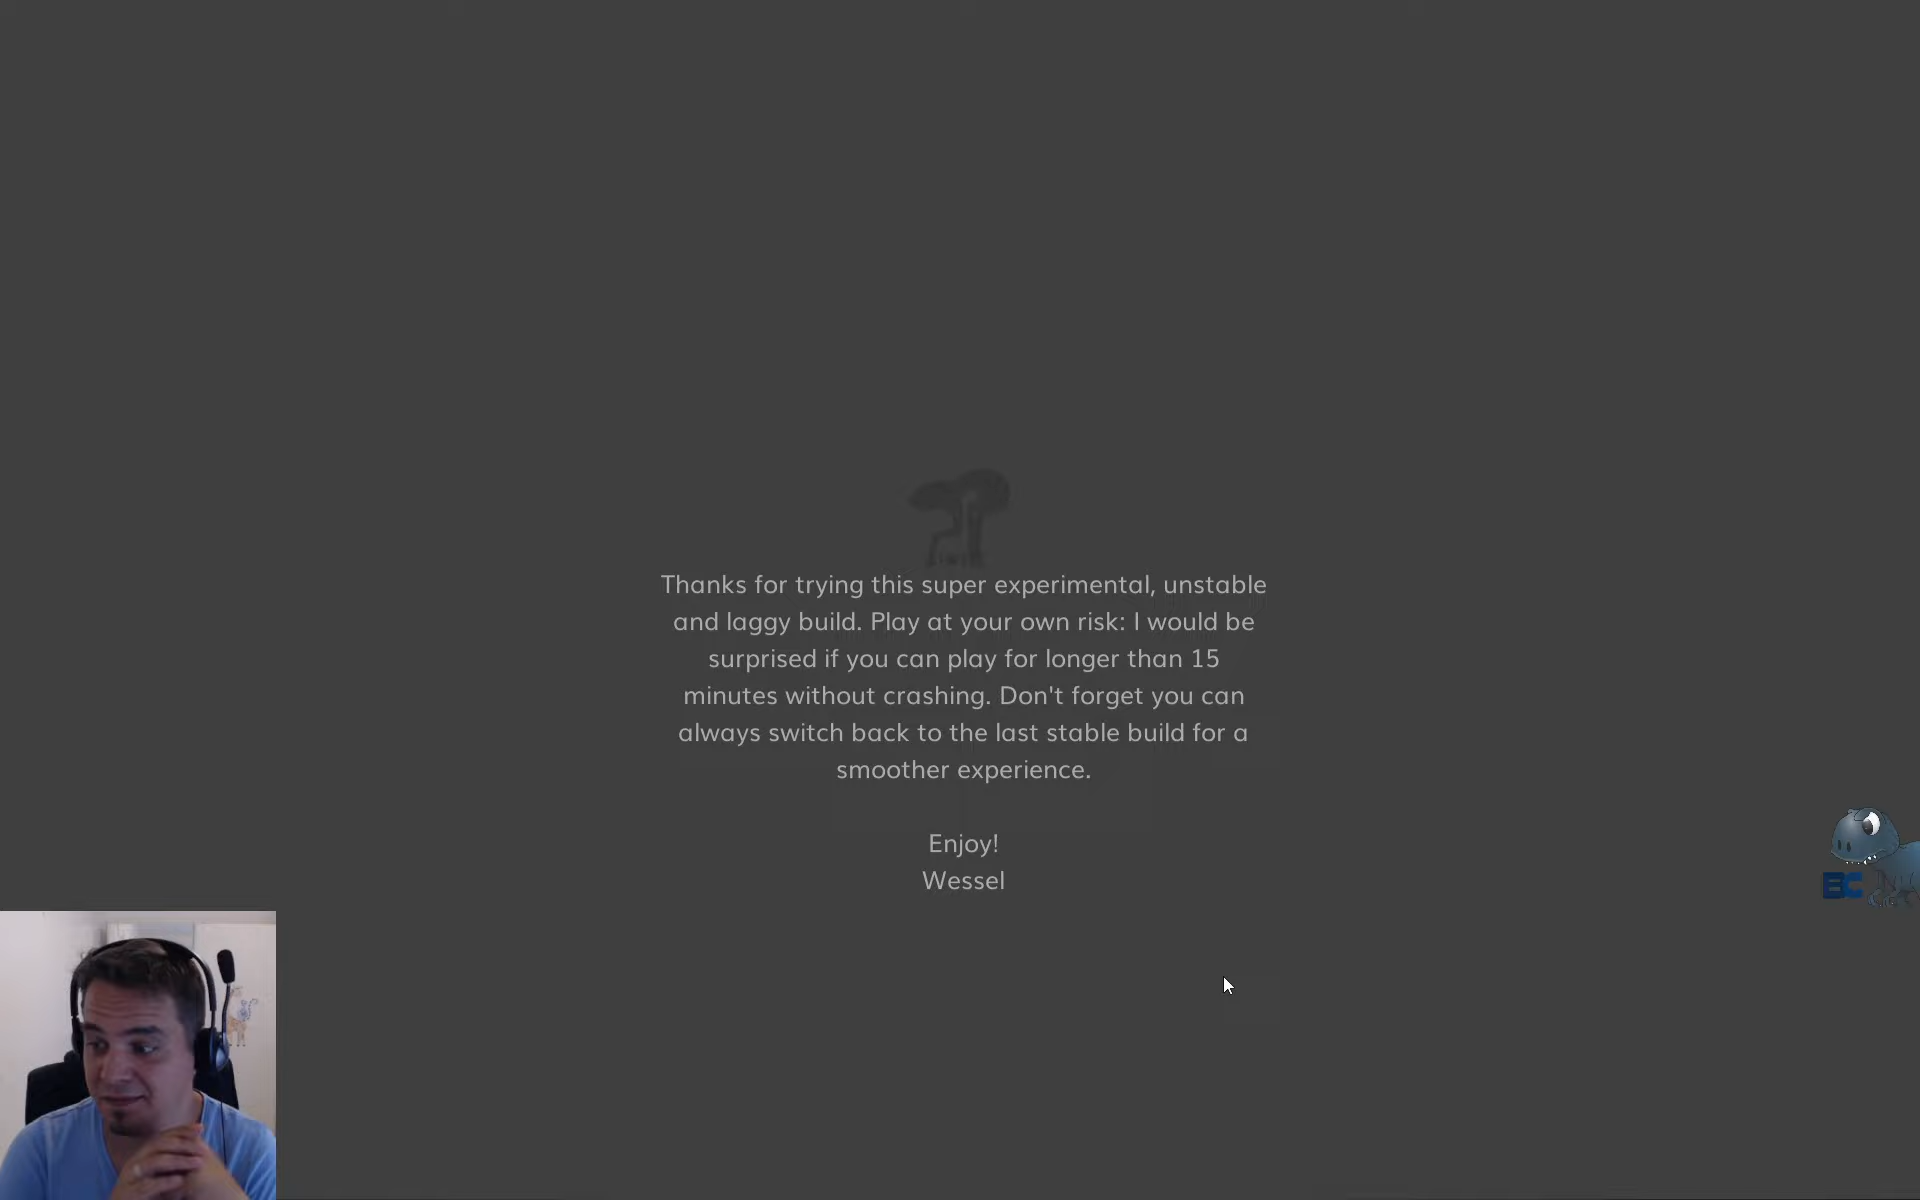 Thanks for trying this super experimental, unstable
and laggy build. Play at your own risk: I would be
surprised if you can play for longer than 15
minutes without crashing. Don't forget you can
always switch back to the last stable build for a
smoother experience.
Enjoy!
Wessel
BC